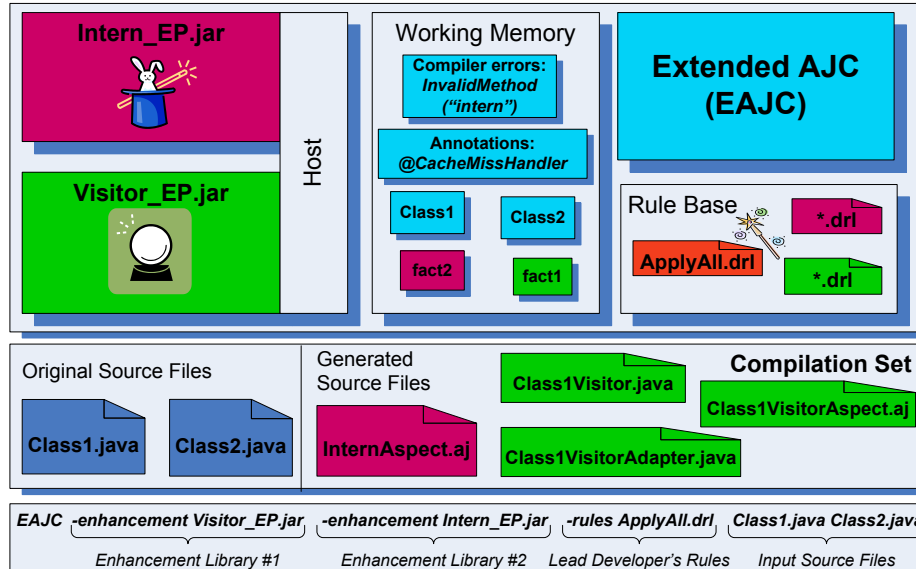 Intern_EP.jar
Visitor_EP.jar
Host
Working Memory
Compiler errors:
InvalidMethod
(“intern”)
Annotations:
@CacheMissHandler
Class1
Class2
fact2
fact1
Extended AJC
(EAJC)
Rule Base
*.drl
ApplyAll.drl
*.drl
Original Source Files
Class1.java
Class2.java
Generated
Source Files
InternAspect.aj
Class1Visitor.java
Class1VisitorAdapter.java
Compilation Set
Class1VisitorAspect.aj
EAJC -enhancement Visitor_EP.jar -enhancement Intern_EP.jar -rules ApplyAll.drl Class1.java Class2.java
Enhancement Library #1 Enhancement Library #2 Lead Developer’s Rules Input Source Files